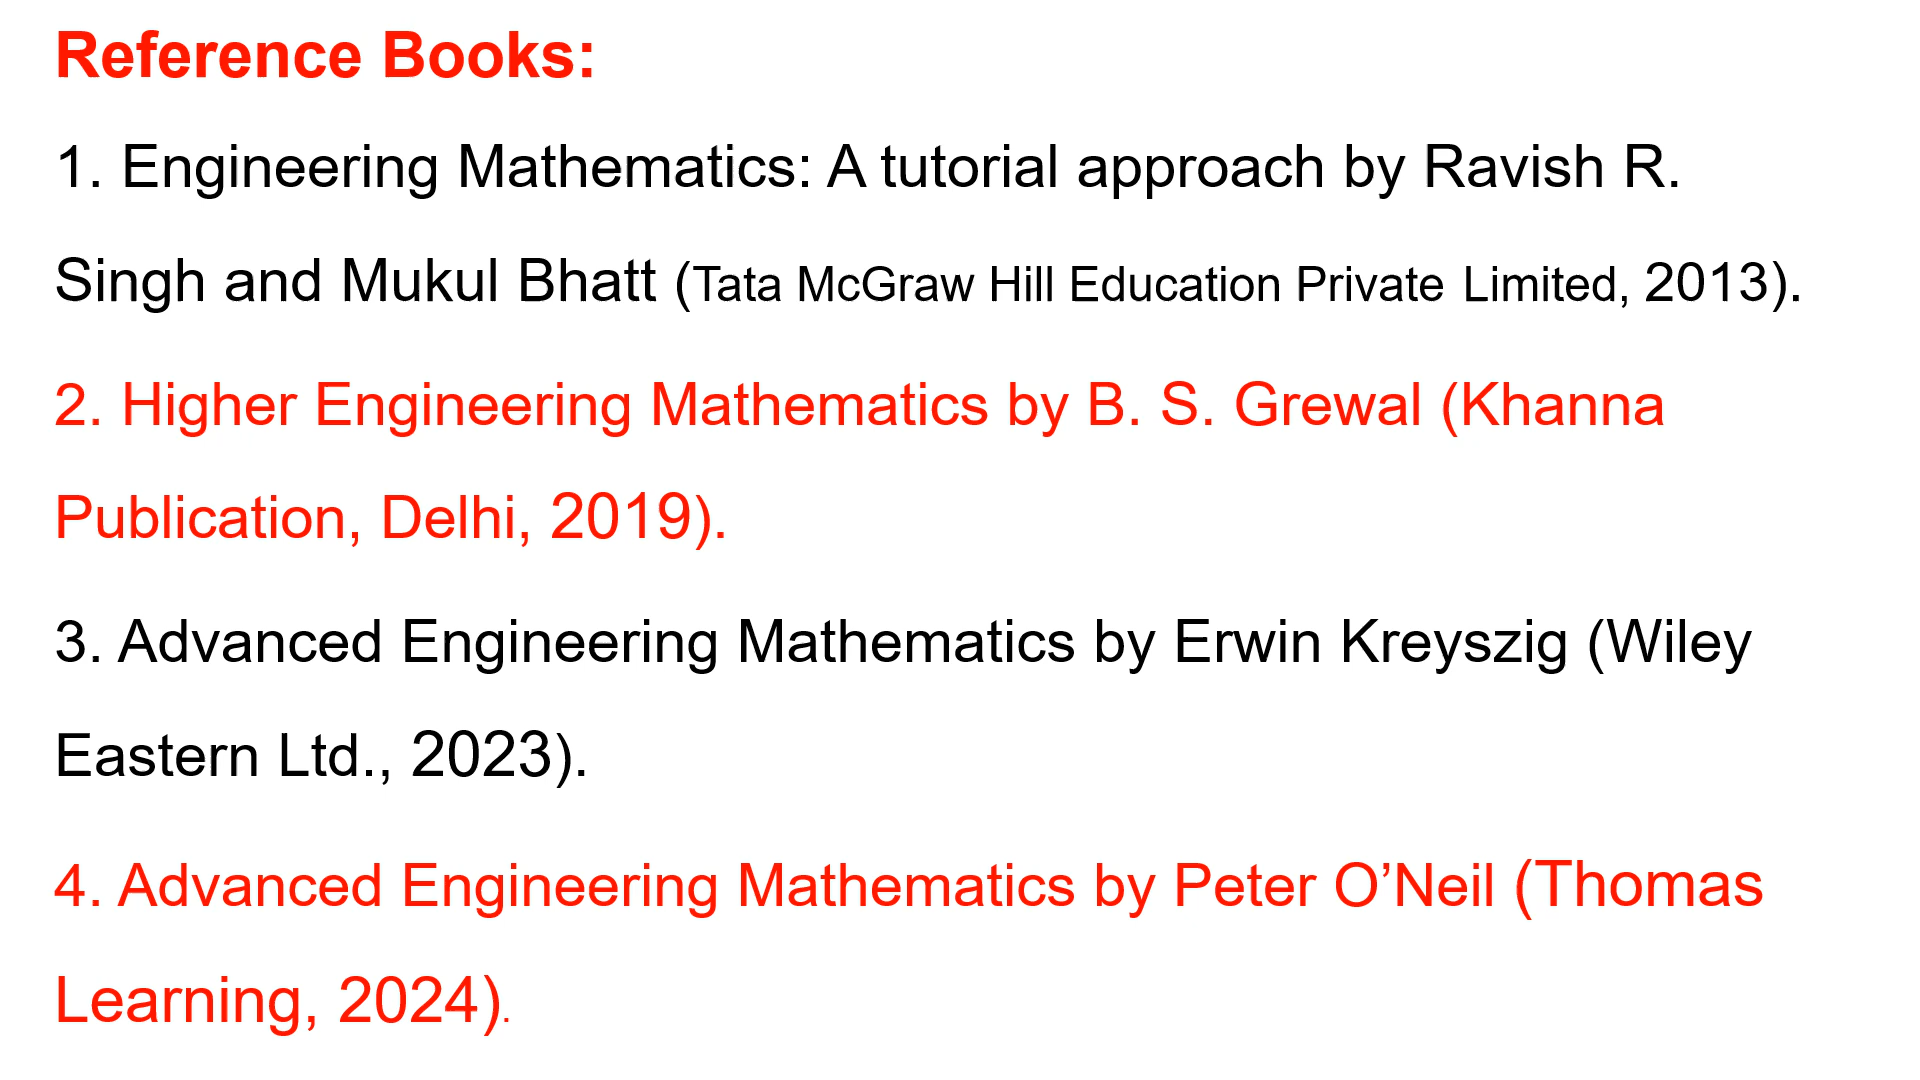 Reference Books:
1. Engineering Mathematics: A tutorial approach by Ravish R.
Singh and Mukul Bhatt (Tata McGraw Hill Education Private Limited, 2013).
2. Higher Engineering Mathematics by B. S. Grewal (Khanna
Publication, Delhi, 2019).
3. Advanced Engineering Mathematics by Erwin Kreyszig (Wiley
Eastern Ltd., 2023).
4. Advanced Engineering Mathematics by Peter O’Neil (Thomas
Learning, 2024).